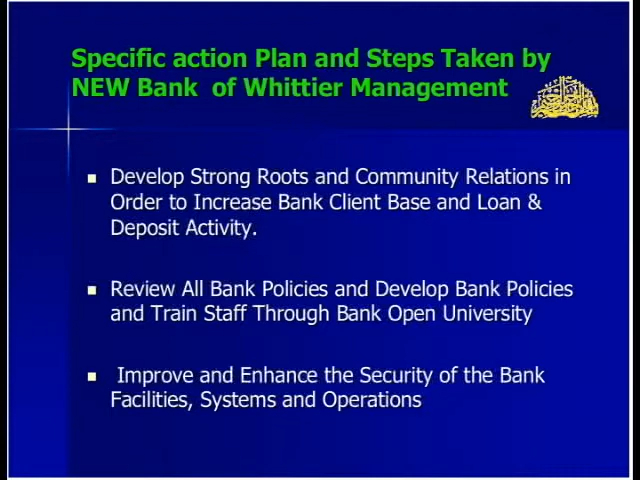 Specific action Plan and Steps Taken by
NEW Bank of Whittier Management
Develop Strong Roots and Community Relations in
Order to Increase Bank Client Base and Loan &
Deposit Activity.
Review All Bank Policies and Develop Bank Policies
and Train Staff Through Bank Open University
Improve and Enhance the Security of the Bank
Facilities, Systems and Operations